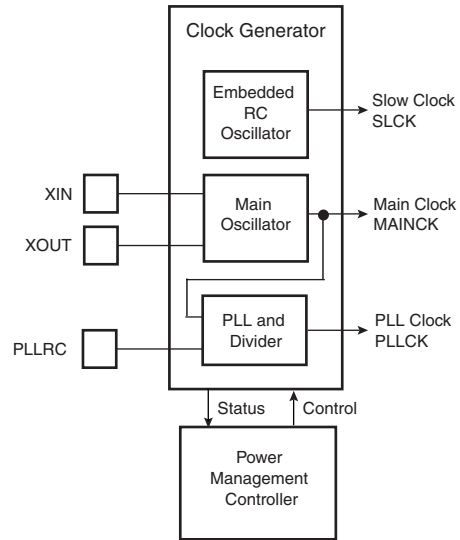 Clock Generator
Embedded
RC
Oscillator
Slow Clock
SLCK
XIN
Main
Oscillator
Main Clock
MAINCK
XOUT
PLL and
Divider
PLL Clock
PLLCK
PLLRC
Status
Control
Power
Management
Controller